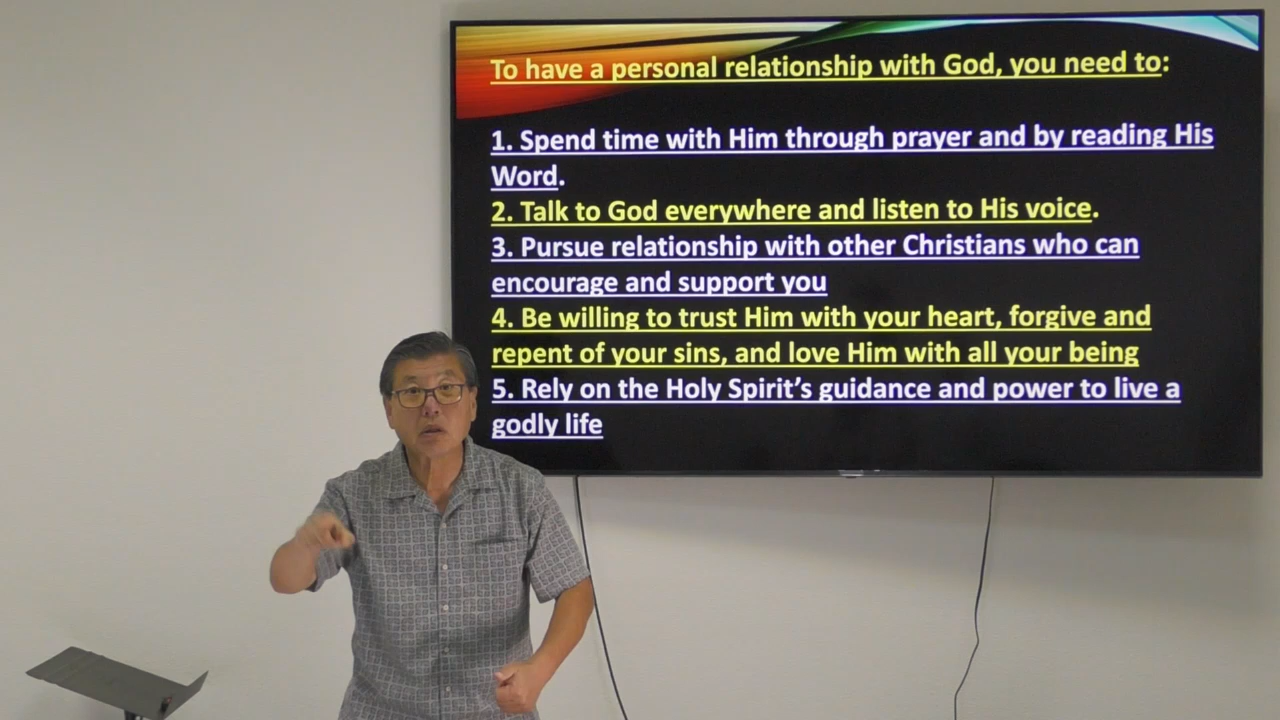 To have a personal relationship with God, you need to:
1. Spend time with Him through prayer and by reading His
Word.
2. Talk to God everywhere and listen to His voice.
3. Pursue relationship with other Christians who can
encourage and support you
4. Be willing to trust Him with your heart, forgive and
repent of your sins, and love Him with all your being
5. Rely on the Holy Spirit's guidance and power to live a
godly life